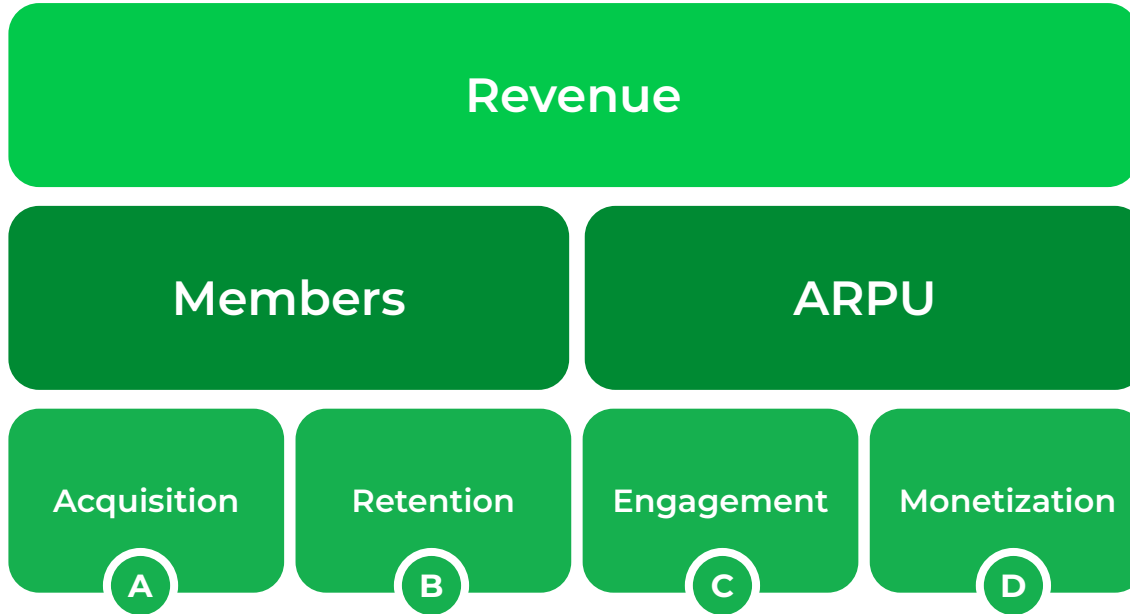 Revenue
Members
ARPU
Acquisition
Retention
Engagement
Monetization
A
B
C
D